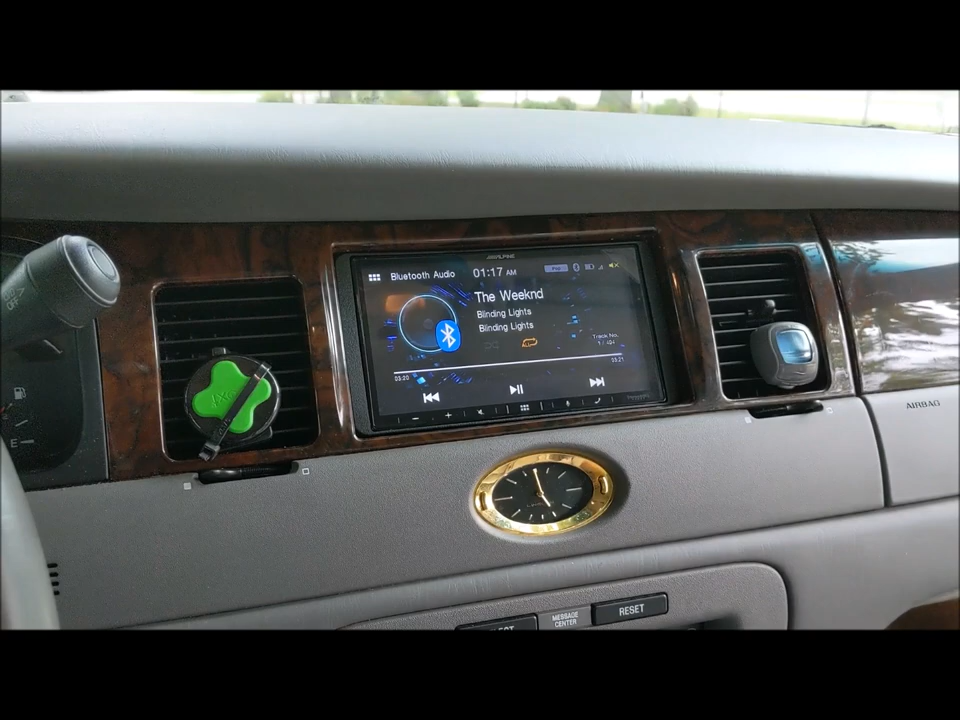 ALPINE
Bluetooth Audio
01:17 AM
The Weeknd
Blinding Lights
Blinding Lights
Track No.
03:20
03:21
OFF
E
AIRBAG
MESSAGE
CENTER
RESET